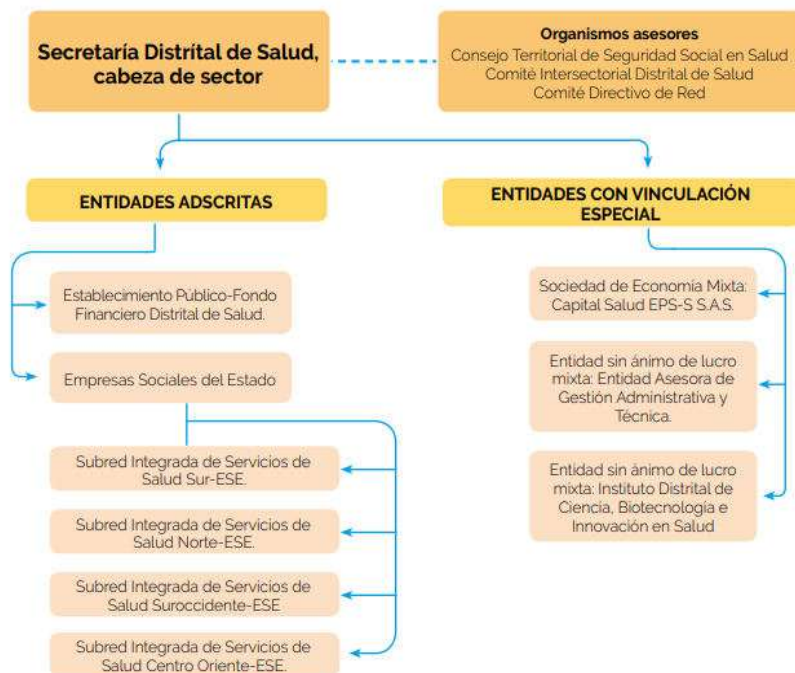 Secretaría Distrital de Salud,
cabeza de sector
Organismos asesores
Consejo Territorial de Seguridad Social en Salud
Comité Intersectorial Distrital de Salud
Comité Directivo de Red
ENTIDADES ADSCRITAS
Establecimiento Público-Fondo
Financiero Distrital de Salud.
Empresas Sociales del Estado
Subred Integrada de Servicios de
Salud Sur-ESE.
Subred Integrada de Servicios de
Salud Norte-ESE.
Subred Integrada de Servicios de
Salud Suroccidente-ESE
Subred Integrada de Servicios de
Salud Centro Oriente-ESE.
ENTIDADES CON VINCULACIÓN
ESPECIAL
Sociedad de Economía Mixta:
Capital Salud EPS-S S.A.S.
Entidad sin ánimo de lucro
mixta: Entidad Asesora de
Gestión Administrativa y
Técnica.
Entidad sin ánimo de lucro
mixta: Instituto Distrital de
Ciencia, Biotecnología e
Innovación en Salud